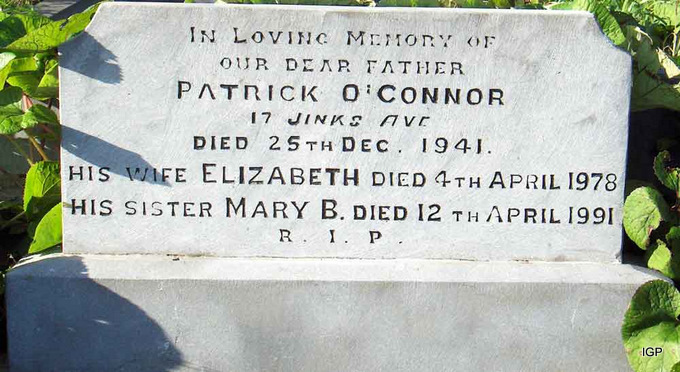 IN LOVING MEMORY OF
OUR DEAR FATHER
PATRICK O'CONNOR
17 JINKS AVE
DIED 25TH DEC. 1941.
HIS WIFE ELIZABETH DIED 4TH APRIL 1978
HIS SISTER MARY B. DIED 12 TH APRIL 1991
R. I. P.
IGP